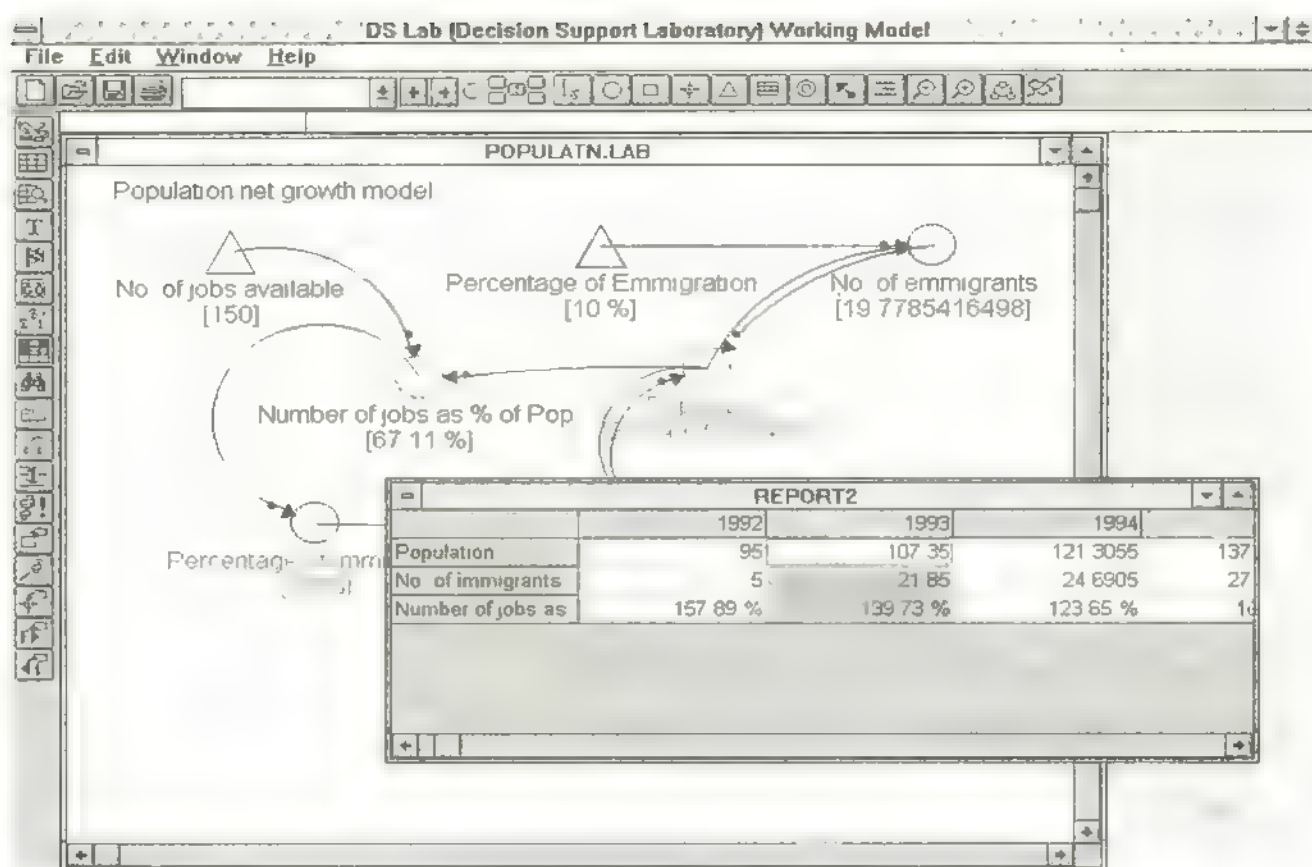 DS Lab (Decision Support Laboratory) Working Model
File Edit Window Help
POPULATN.LAB
Population net growth model
No of jobs available
[150]
Percentage of Emmigration
[10 %]
No of emmigrants
[19 7785416498]
Number of jobs as % of Pop
[67 11 %]
REPORT2
1992 1993 1994
Population 95 107 35 121 3055 137
No of immigrants 5 21 85 24 6905 27
Number of jobs as 157 89 % 139 73 % 123 65 %